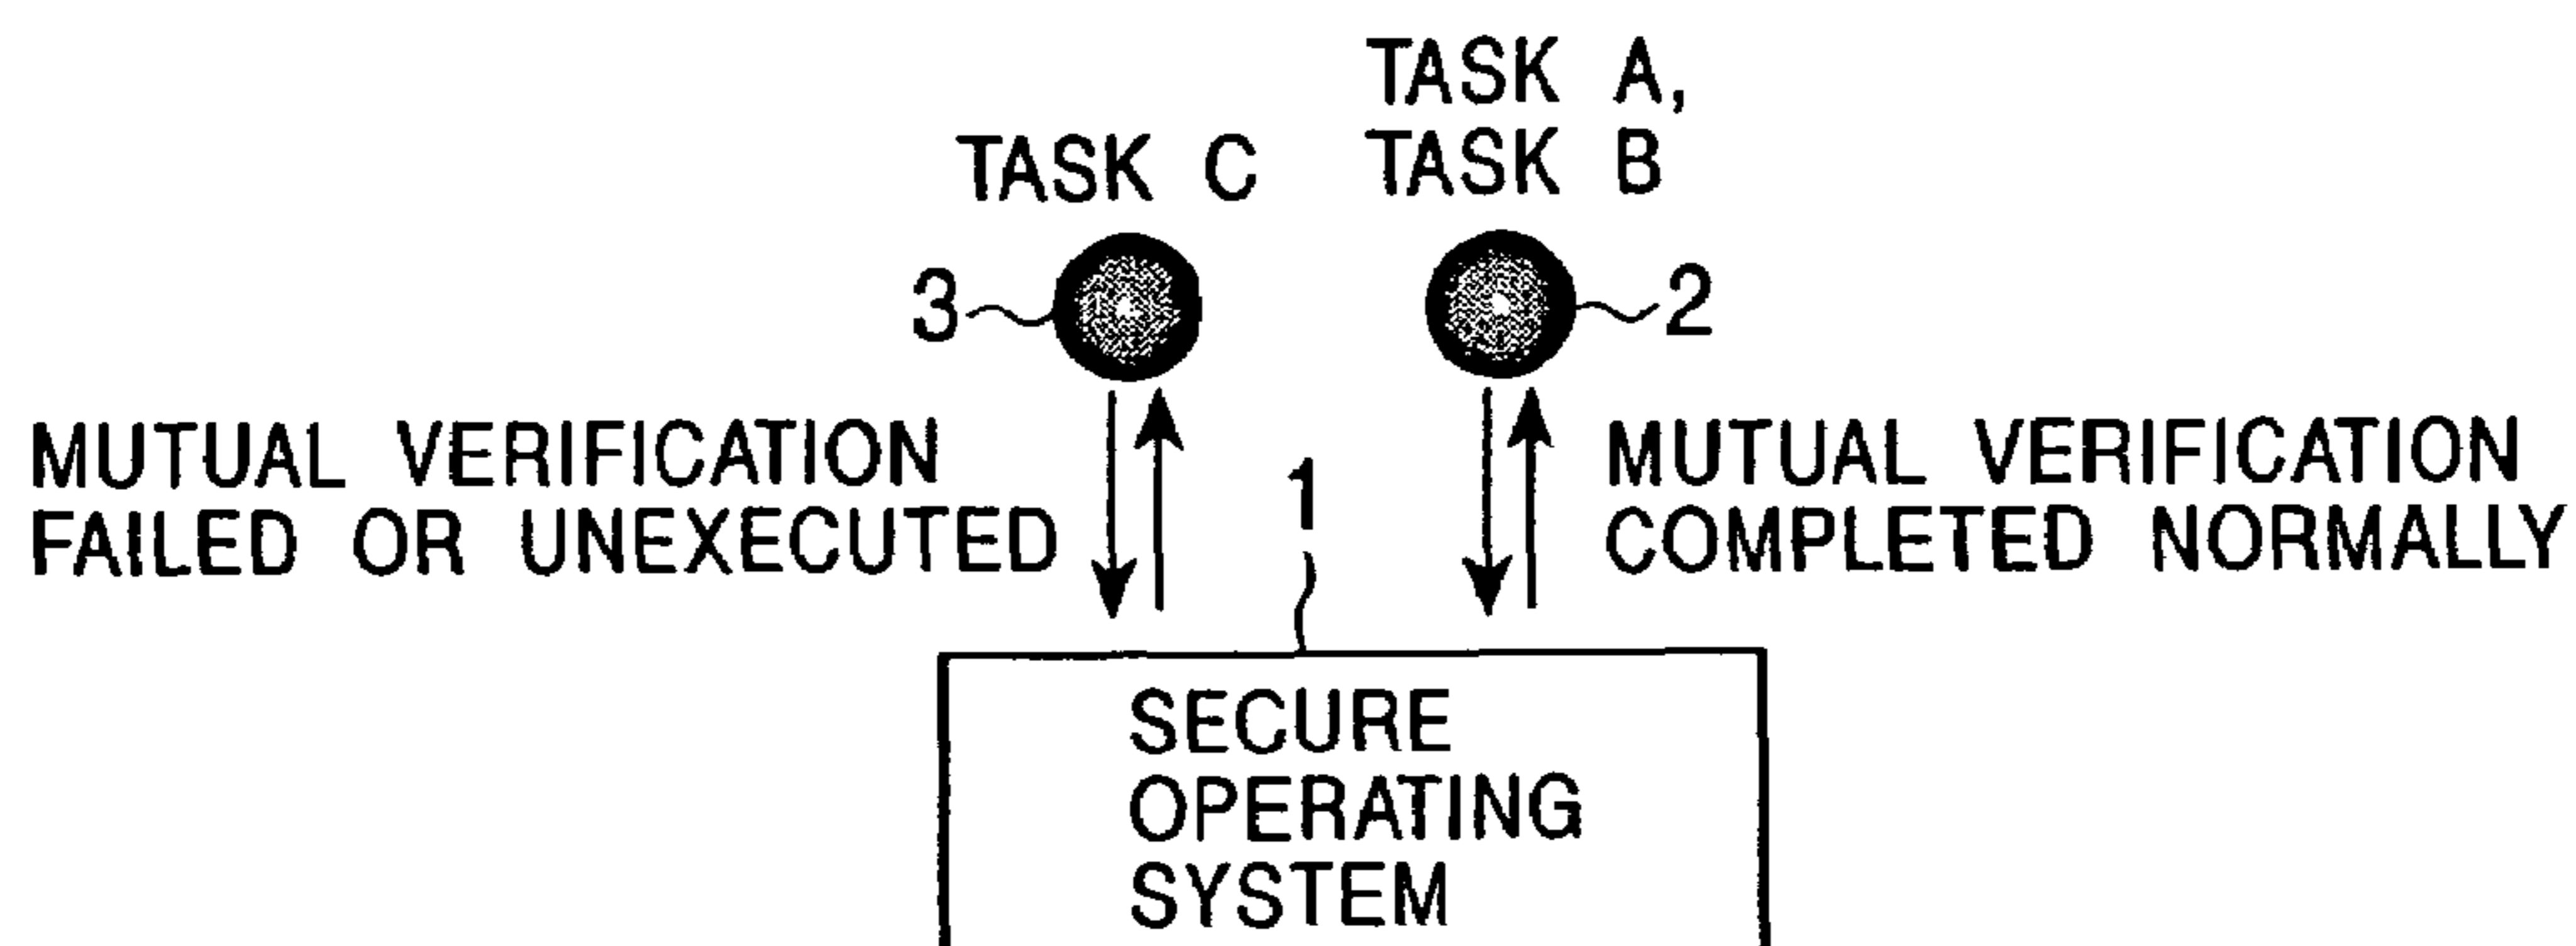 TASK A,
TASK C TASK B
3 2
MUTUAL VERIFICATION
FAILED OR UNEXECUTED
1
MUTUAL VERIFICATION
COMPLETED NORMALLY
SECURE
OPERATING
SYSTEM